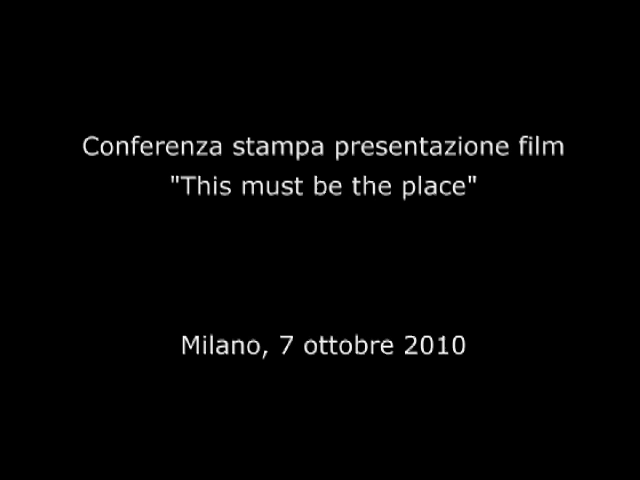 Conferenza stampa presentazione film
"This must be the place"
Milano, 7 ottobre 2010